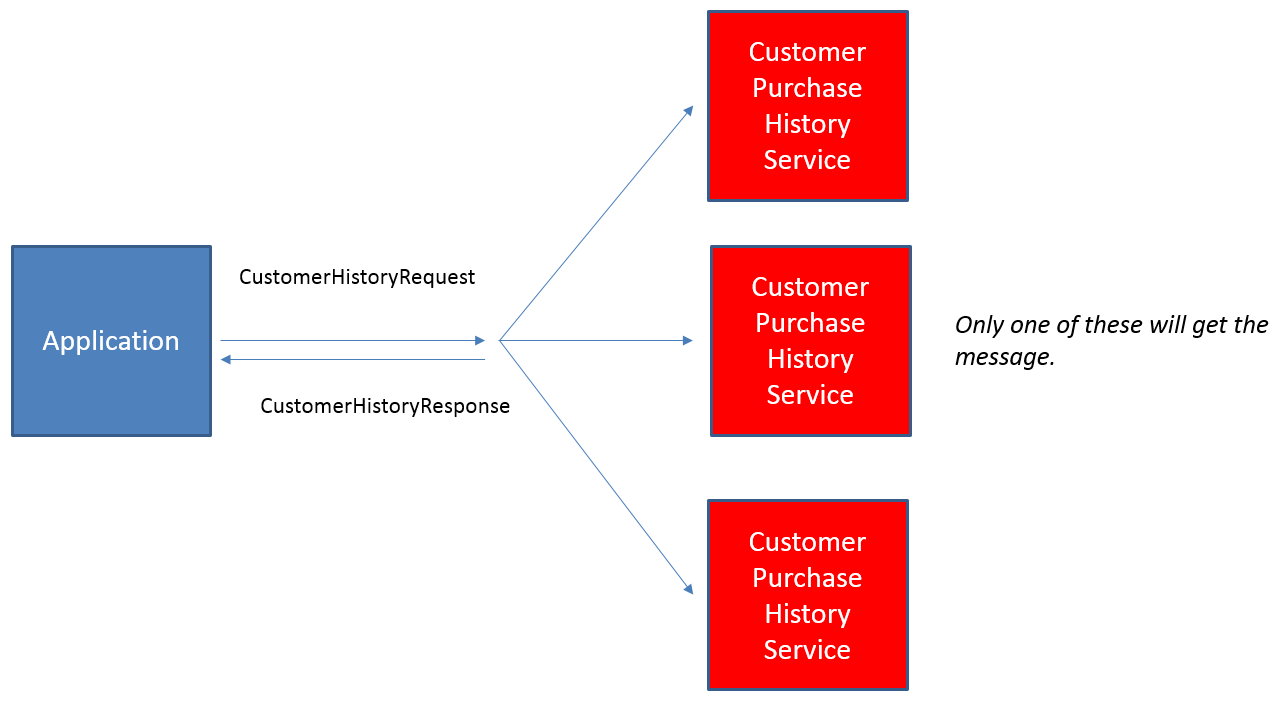 Customer
Purchase
History
Service
CustomerHistoryRequest
Application
CustomerHistoryResponse
Customer
Purchase
History
Service
Only one of these will get the
message.
Customer
Purchase
History
Service